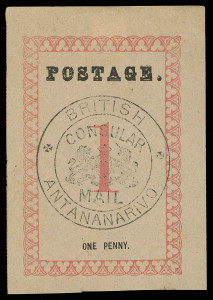 POSTAGE.
BRITISH
CONSULAR
1
MAIL
ANTANANARIVO
ONE PENNY.